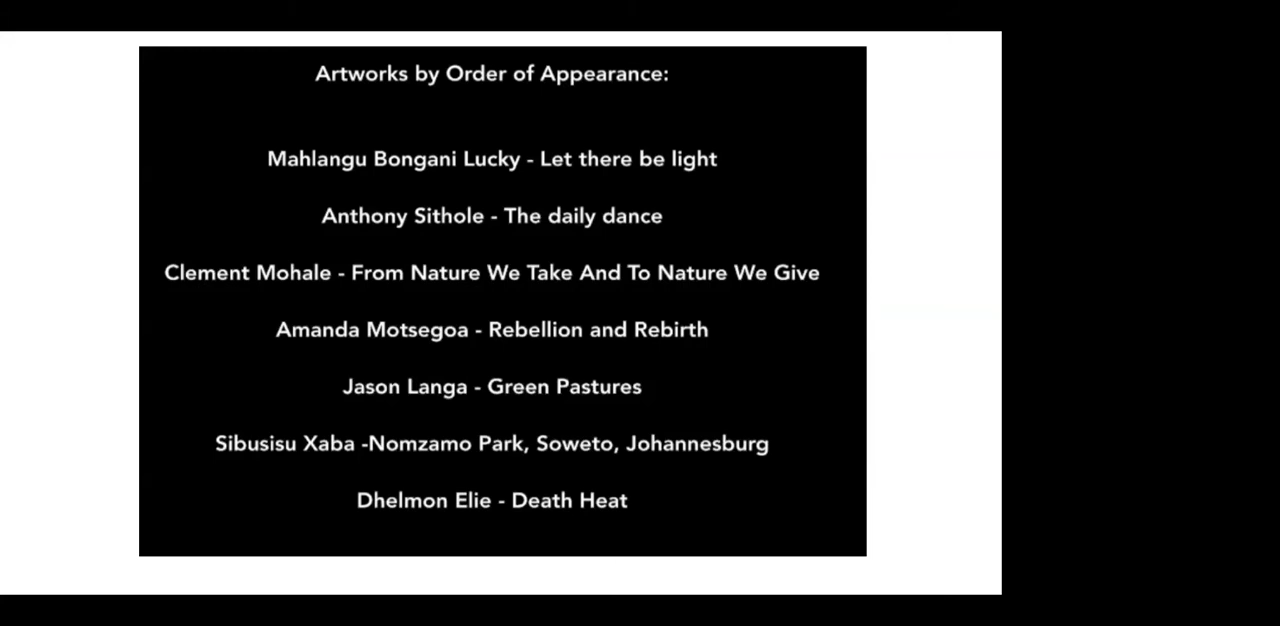 Artworks by Order of Appearance:
Mahlangu Bongani Lucky - Let there be light
Anthony Sithole - The daily dance
Clement Mohale - From Nature We Take And To Nature We Give
Amanda Motsegoa - Rebellion and Rebirth
Jason Langa - Green Pastures
Sibusisu Xaba -Nomzamo Park, Soweto, Johannesburg
Dhelmon Elie - Death Heat